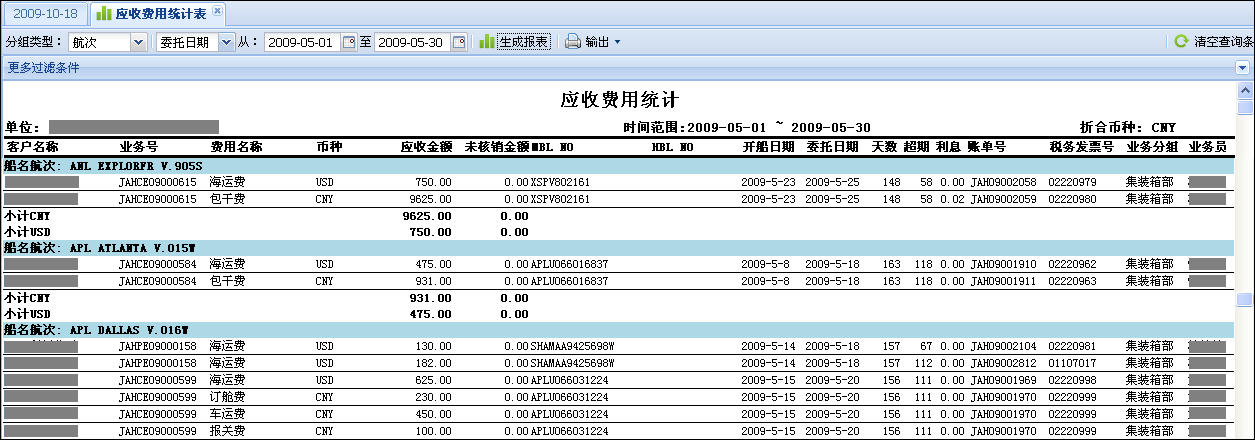 2009-10-18 应收费用统计表
分组类型： 航次 委托日期 从： 2009-05-01 至 2009-05-30 生成报表 输出 清空查询条
更多过滤条件
应收费用统计
单位： 时间范围:2009-05-01 ~ 2009-05-30 折合币种: CNY
客户名称 业务号 费用名称 币种 应收金额 未核销金额 MBL NO HBL NO 开船日期 委托日期 天数 超期 利息 账单号 税务发票号 业务分组 业务员
船名航次: ANL EXPLORFR V.905S
JAHCE09000615 海运费 USD 750.00 0.00 XSPV802161 2009-5-23 2009-5-25 148 58 0.00 JAH09002058 02220979 集装箱部
JAHCE09000615 包干费 CNY 9625.00 0.00 XSPV802161 2009-5-23 2009-5-25 148 58 0.02 JAH09002059 02220980 集装箱部
小计CNY 9625.00 0.00
小计USD 750.00 0.00
船名航次: APL ATLANTA V.015W
JAHCE09000584 海运费 USD 475.00 0.00 APLU066016837 2009-5-8 2009-5-18 163 118 0.00 JAH09001910 02220962 集装箱部
JAHCE09000584 包干费 CNY 931.00 0.00 APLU066016837 2009-5-8 2009-5-18 163 118 0.00 JAH09001911 02220963 集装箱部
小计CNY 931.00 0.00
小计USD 475.00 0.00
船名航次: APL DALLAS V.016W
JAHPE09000158 海运费 USD 130.00 0.00 SHAMAA9425698W 2009-5-14 2009-5-18 157 67 0.00 JAH09002104 02220981 集装箱部
JAHPE09000158 海运费 USD 182.00 0.00 SHAMAA9425698W 2009-5-14 2009-5-18 157 112 0.00 JAH09002812 01107017 集装箱部
JAHCE09000599 海运费 USD 625.00 0.00 APLU066031224 2009-5-15 2009-5-20 156 111 0.00 JAH09001969 02220998 集装箱部
JAHCE09000599 订舱费 CNY 230.00 0.00 APLU066031224 2009-5-15 2009-5-20 156 111 0.00 JAH09001970 02220999 集装箱部
JAHCE09000599 车运费 CNY 450.00 0.00 APLU066031224 2009-5-15 2009-5-20 156 111 0.00 JAH09001970 02220999 集装箱部
JAHCE09000599 报关费 CNY 100.00 0.00 APLU066031224 2009-5-15 2009-5-20 156 111 0.00 JAH09001970 02220999 集装箱部